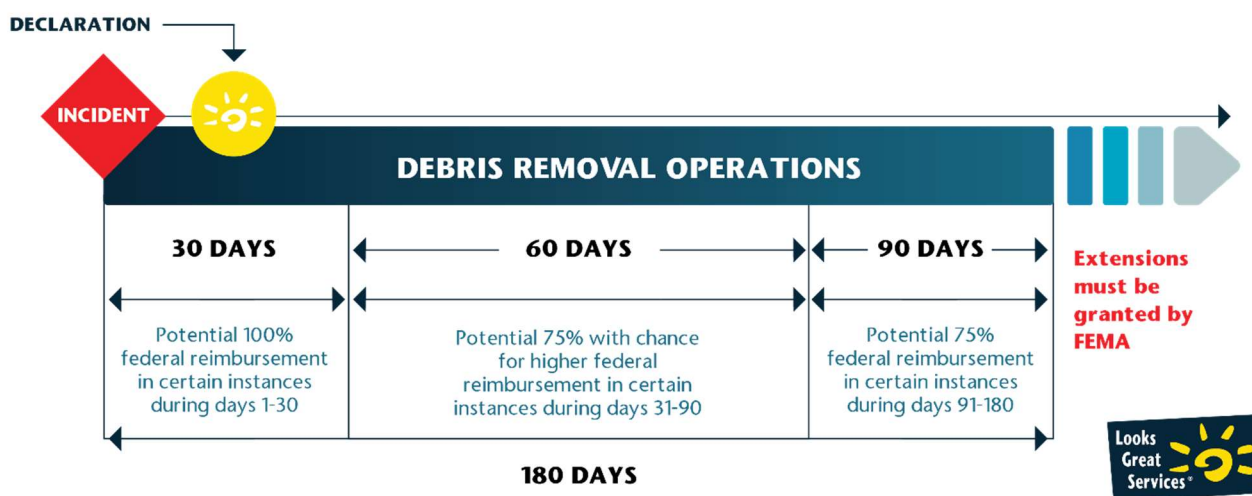 DECLARATION
INCIDENT
DEBRIS REMOVAL OPERATIONS
30 DAYS
60 DAYS
90 DAYS
Potential 100%
federal reimbursement
in certain instances
during days 1-30
Potential 75% with chance
for higher federal
reimbursement in certain
instances during days 31-90
Potential 75%
federal reimbursement
in certain instances
during days 91-180
Extensions
must be
granted by
FEMA
180 DAYS
Looks
Great
Services®